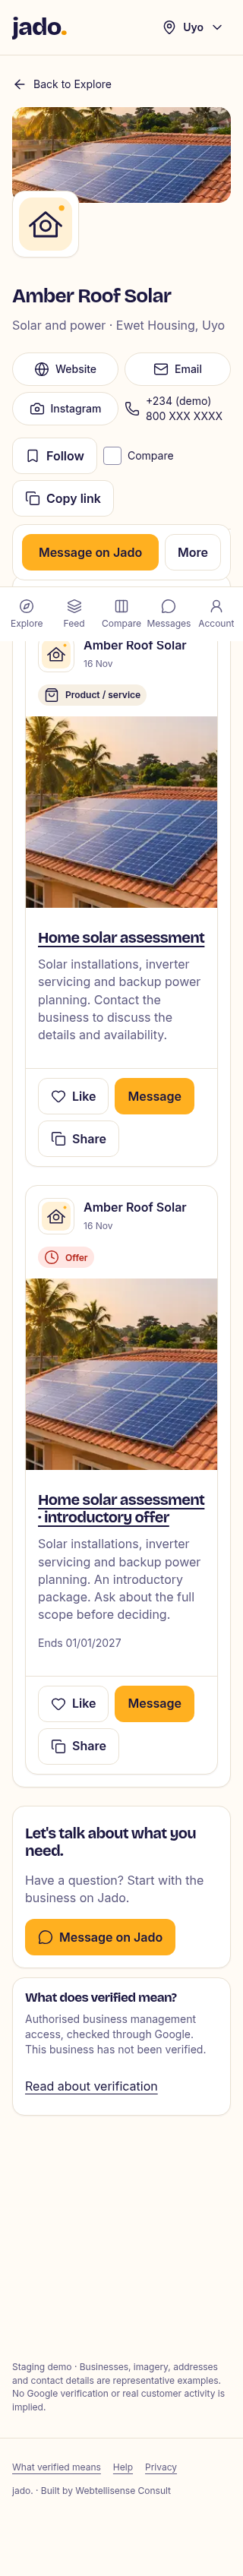 jado.
Uyo
Back to Explore
Amber Roof Solar
Solar and power · Ewet Housing, Uyo
Website
Email
Instagram
+234 (demo)
800 XXX XXXX
Follow
Compare
Copy link
Message on Jado
More
Explore
Feed
Compare
Messages
Account
Amber Roof Solar
16 Nov
Product / service
Home solar assessment
Solar installations, inverter
servicing and backup power
planning. Contact the
business to discuss the
details and availability.
Like
Message
Share
Amber Roof Solar
16 Nov
Offer
Home solar assessment
· introductory offer
Solar installations, inverter
servicing and backup power
planning. An introductory
package. Ask about the full
scope before deciding.
Ends 01/01/2027
Like
Message
Share
Let's talk about what you
need.
Have a question? Start with the
business on Jado.
Message on Jado
What does verified mean?
Authorised business management
access, checked through Google.
This business has not been verified.
Read about verification
Staging demo · Businesses, imagery, addresses
and contact details are representative examples.
No Google verification or real customer activity is
implied.
What verified means
Help
Privacy
jado. · Built by Webtellisense Consult